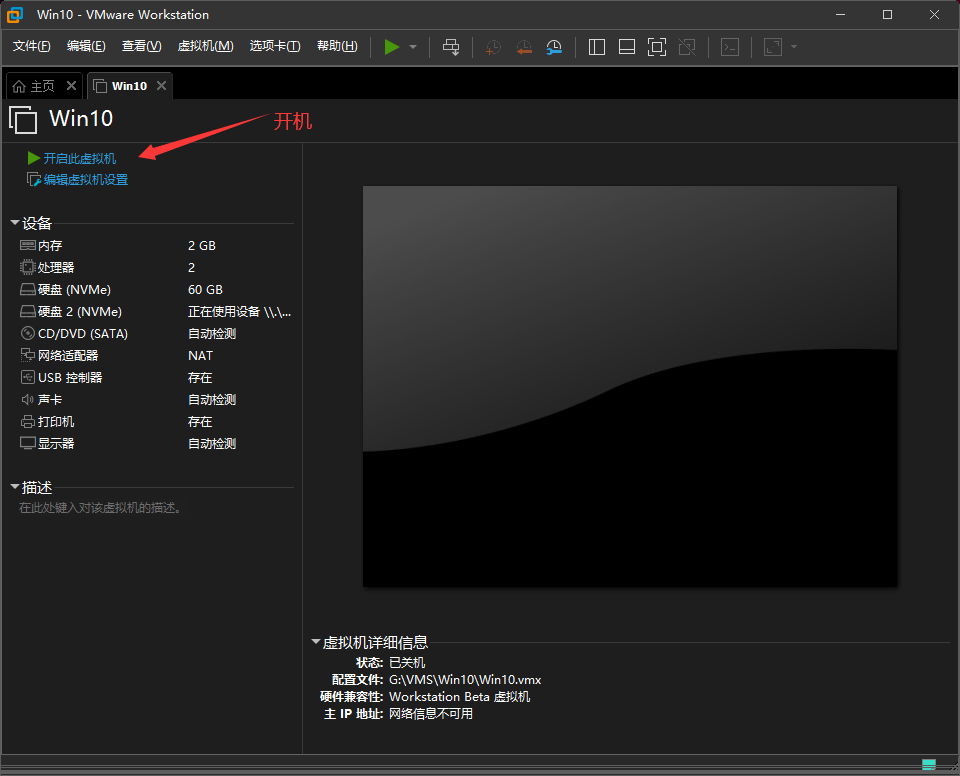 Win10 - VMware Workstation
文件(F) 编辑(E) 查看(V) 虚拟机(M) 选项卡(T) 帮助(H)
主页 Win10
Win10
开机
开启此虚拟机
编辑虚拟机设置
设备
内存 2 GB
处理器 2
硬盘 (NVMe) 60 GB
硬盘 2 (NVMe) 正在使用设备 \\.\...
CD/DVD (SATA) 自动检测
网络适配器 NAT
USB 控制器 存在
声卡 自动检测
打印机 存在
显示器 自动检测
描述
在此处键入对该虚拟机的描述。
虚拟机详细信息
状态: 已关机
配置文件: G:\VMS\Win10\Win10.vmx
硬件兼容性: Workstation Beta 虚拟机
主 IP 地址: 网络信息不可用